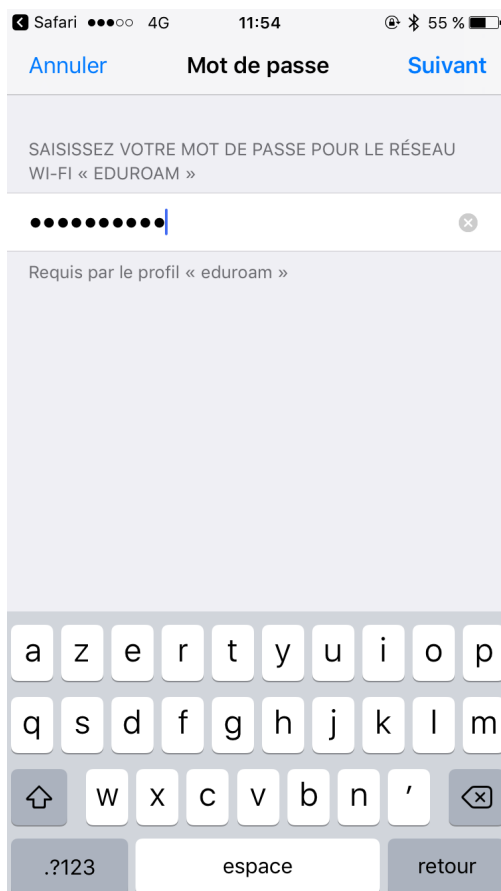 Safari 4G 11:54 55 %
Annuler Mot de passe Suivant
SAISISSEZ VOTRE MOT DE PASSE POUR LE RÉSEAU
WI-FI « EDUROAM »
••••••••••
Requis par le profil « eduroam »
a z e r t y u i o p
q s d f g h j k l m
w x c v b n ’
.?123 espace retour